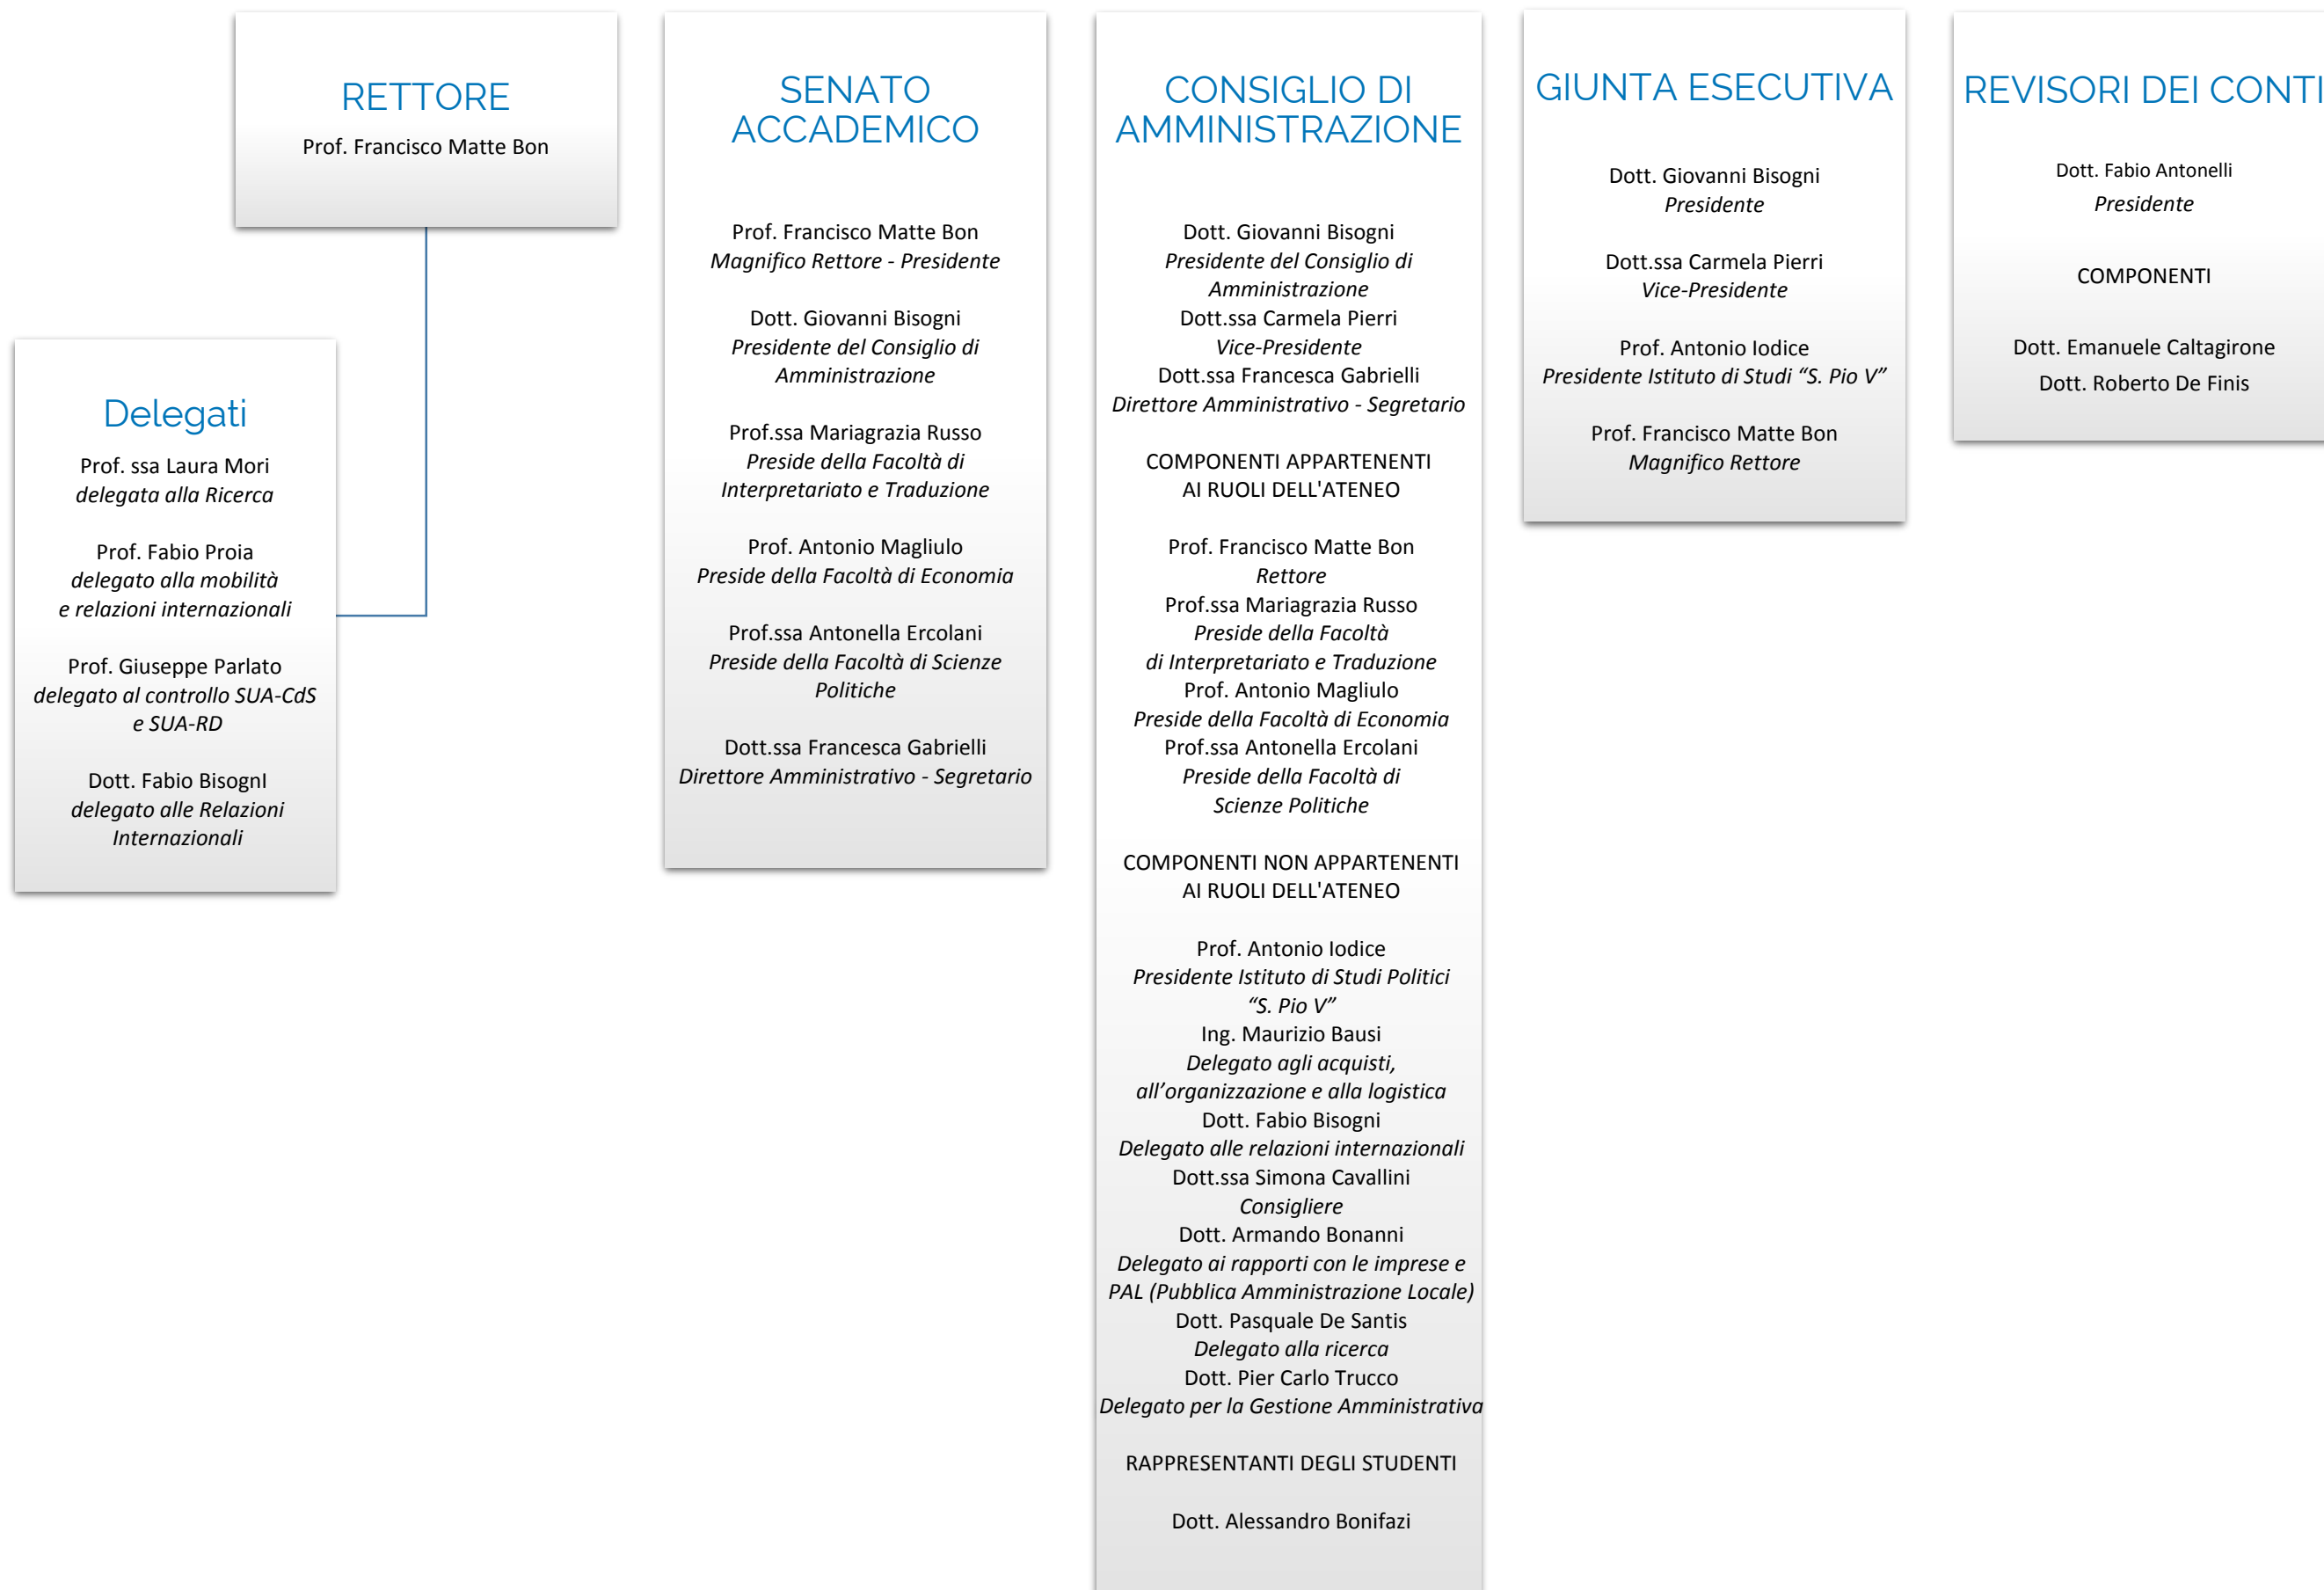 RETTORE
Prof. Francisco Matte Bon
Delegati
Prof. ssa Laura Mori
delegata alla Ricerca
Prof. Fabio Proia
delegato alla mobilità
e relazioni internazionali
Prof. Giuseppe Parlato
delegato al controllo SUA-CdS
e SUA-RD
Dott. Fabio BisognI
delegato alle Relazioni
Internazionali
SENATO
ACCADEMICO
Prof. Francisco Matte Bon
Magnifico Rettore - Presidente
Dott. Giovanni Bisogni
Presidente del Consiglio di
Amministrazione
Prof.ssa Mariagrazia Russo
Preside della Facoltà di
Interpretariato e Traduzione
Prof. Antonio Magliulo
Preside della Facoltà di Economia
Prof.ssa Antonella Ercolani
Preside della Facoltà di Scienze
Politiche
Dott.ssa Francesca Gabrielli
Direttore Amministrativo - Segretario
CONSIGLIO DI
AMMINISTRAZIONE
Dott. Giovanni Bisogni
Presidente del Consiglio di
Amministrazione
Dott.ssa Carmela Pierri
Vice-Presidente
Dott.ssa Francesca Gabrielli
Direttore Amministrativo - Segretario
COMPONENTI APPARTENENTI
AI RUOLI DELL'ATENEO
Prof. Francisco Matte Bon
Rettore
Prof.ssa Mariagrazia Russo
Preside della Facoltà
di Interpretariato e Traduzione
Prof. Antonio Magliulo
Preside della Facoltà di Economia
Prof.ssa Antonella Ercolani
Preside della Facoltà di
Scienze Politiche
COMPONENTI NON APPARTENENTI
AI RUOLI DELL'ATENEO
Prof. Antonio Iodice
Presidente Istituto di Studi Politici
“S. Pio V”
Ing. Maurizio Bausi
Delegato agli acquisti,
all’organizzazione e alla logistica
Dott. Fabio Bisogni
Delegato alle relazioni internazionali
Dott.ssa Simona Cavallini
Consigliere
Dott. Armando Bonanni
Delegato ai rapporti con le imprese e
PAL (Pubblica Amministrazione Locale)
Dott. Pasquale De Santis
Delegato alla ricerca
Dott. Pier Carlo Trucco
Delegato per la Gestione Amministrativa
RAPPRESENTANTI DEGLI STUDENTI
Dott. Alessandro Bonifazi
GIUNTA ESECUTIVA
Dott. Giovanni Bisogni
Presidente
Dott.ssa Carmela Pierri
Vice-Presidente
Prof. Antonio Iodice
Presidente Istituto di Studi “S. Pio V”
Prof. Francisco Matte Bon
Magnifico Rettore
REVISORI DEI CONTI
Dott. Fabio Antonelli
Presidente
COMPONENTI
Dott. Emanuele Caltagirone
Dott. Roberto De Finis